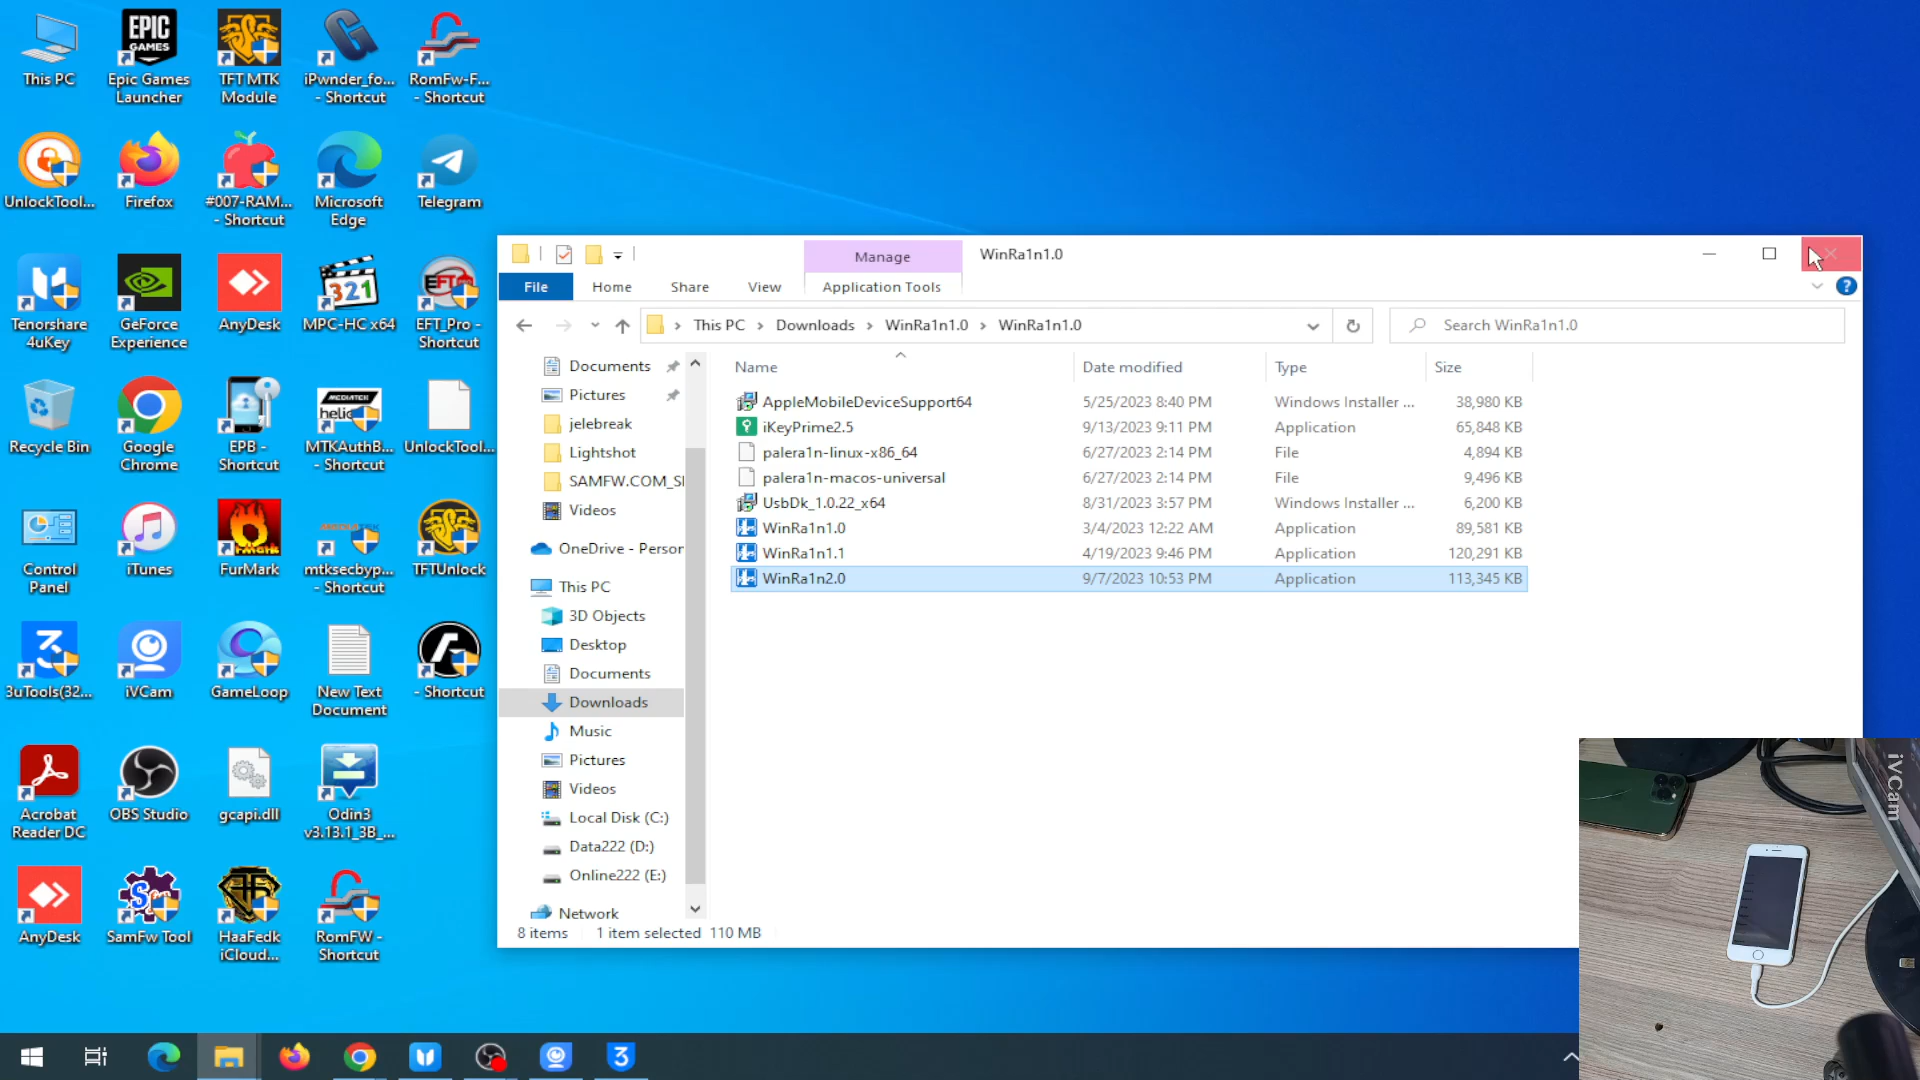 This PC
EPIC
GAMES
Epic Games
Launcher
TFT MTK
Module
iPwnder_fo...
- Shortcut
RomFw-F...
- Shortcut
UnlockTool...
Firefox
#007-RAM...
- Shortcut
Microsoft
Edge
Telegram
Tenorshare
4uKey
GeForce
Experience
AnyDesk
321
MPC-HC x64
EFT
EFT_Pro -
Shortcut
Recycle Bin
Google
Chrome
EPB -
Shortcut
MEDIATEK
helio
MTKAuthB...
- Shortcut
UnlockTool...
Control
Panel
iTunes
FurMark
mtksecbyp...
- Shortcut
TFTUnlock
3uTools(32...
iVCam
GameLoop
New Text
Document
- Shortcut
Acrobat
Reader DC
OBS Studio
gcapi.dll
Odin3
v3.13.1_3B_...
AnyDesk
SamFw Tool
HaaFedk
iCloud...
RomFW -
Shortcut
Manage
WinRa1n1.0
File
Home
Share
View
Application Tools
This PC > Downloads > WinRa1n1.0 > WinRa1n1.0
Search WinRa1n1.0
Documents
Pictures
jelebreak
Lightshot
SAMFW.COM_S
Videos
OneDrive - Person
This PC
3D Objects
Desktop
Documents
Downloads
Music
Pictures
Videos
Local Disk (C:)
Data222 (D:)
Online222 (E:)
Network
Name Date modified Type Size
AppleMobileDeviceSupport64 5/25/2023 8:40 PM Windows Installer ... 38,980 KB
iKeyPrime2.5 9/13/2023 9:11 PM Application 65,848 KB
palera1n-linux-x86_64 6/27/2023 2:14 PM File 4,894 KB
palera1n-macos-universal 6/27/2023 2:14 PM File 9,496 KB
UsbDk_1.0.22_x64 8/31/2023 3:57 PM Windows Installer ... 6,200 KB
WinRa1n1.0 3/4/2023 12:22 AM Application 89,581 KB
WinRa1n1.1 4/19/2023 9:46 PM Application 120,291 KB
WinRa1n2.0 9/7/2023 10:53 PM Application 113,345 KB
8 items 1 item selected 110 MB
iVCam